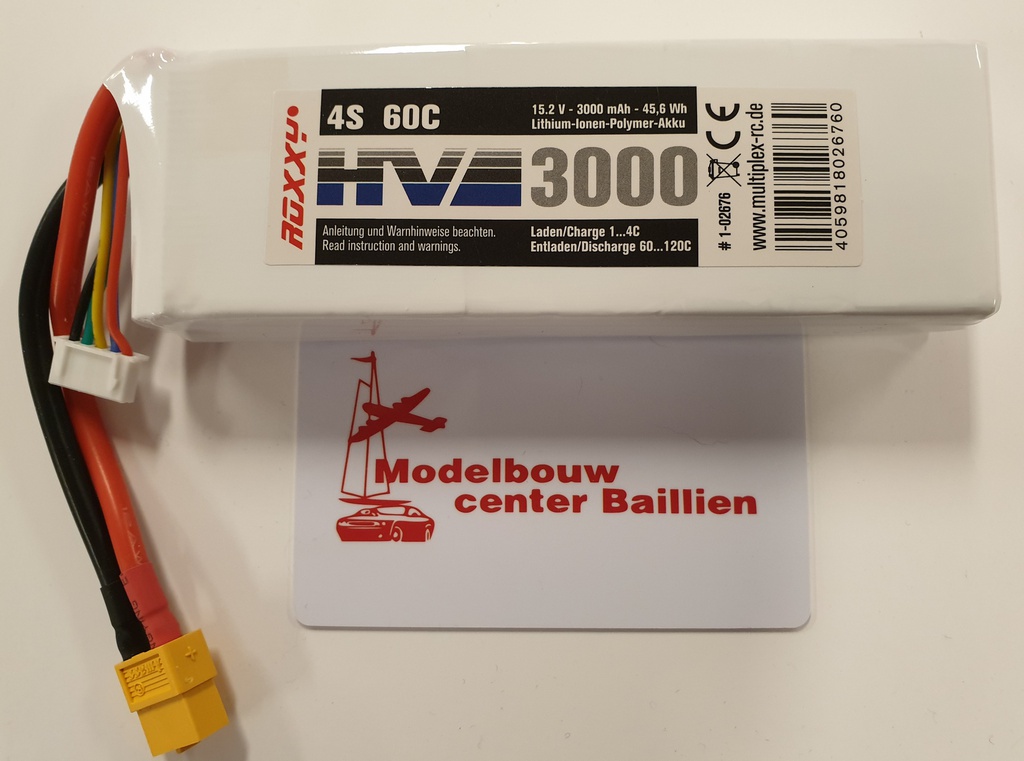 ROXXY
4S 60C
15.2 V - 3000 mAh - 45,6 Wh
Lithium-Ionen-Polymer-Akku
HV 3000
Anleitung und Warnhinweise beachten.
Read instruction and warnings.
Laden/Charge 1...4C
Entladen/Discharge 60...120C
CE
# 1-02676
www.multiplex-rc.de
4059818026760
Modelbouw
center Baillien